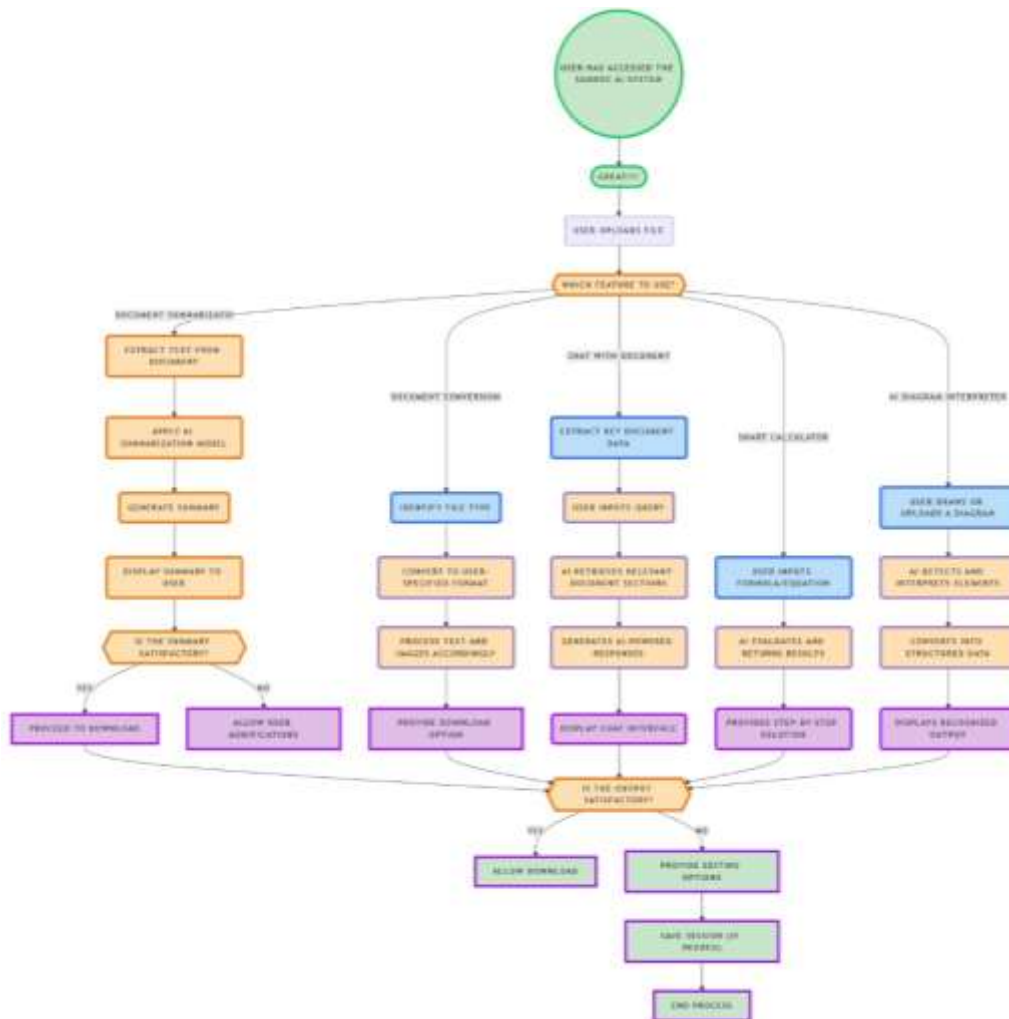 USER HAS ACCESSED THE
AI SYSTEM
GREAT!!!
USER UPLOADS FILE
WHICH FEATURE TO USE?
DOCUMENT SUMMARIZATIO
EXTRACT TEXT FROM
DOCUMENT
APPLY AI
SUMMARIZATION MODEL
GENERATE SUMMARY
DISPLAY SUMMARY TO
USER
IS THE SUMMARY
SATISFACTORY?
YES
NO
PROCEED TO DOWNLOAD
ALLOW USER
MODIFICATIONS
DOCUMENT CONVERSION
IDENTIFY FILE TYPE
CONVERT TO USER-
SPECIFIED FORMAT
PROCESS TEXT AND
IMAGES ACCORDINGLY
PROVIDE DOWNLOAD
OPTION
CHAT WITH DOCUMENT
EXTRACT KEY DOCUMENT
DATA
USER INPUTS QUERY
AI RETRIEVES RELEVANT
DOCUMENT SECTIONS
GENERATES AI-POWERED
RESPONSES
DISPLAY CHAT INTERFACE
SMART CALCULATOR
USER INPUTS
FORMULA/EQUATION
AI EVALUATES AND
RETURNS RESULTS
PROVIDES STEP-BY-STEP
SOLUTION
AI DIAGRAM INTERPRETER
USER DRAWS OR
UPLOADS A DIAGRAM
AI DETECTS AND
INTERPRETS ELEMENTS
CONVERTS INTO
STRUCTURED DATA
DISPLAYS RECOGNIZED
OUTPUT
IS THE OUTPUT
SATISFACTORY?
YES
NO
ALLOW DOWNLOAD
PROVIDE EDITING
OPTIONS
SAVE SESSION OR
END PROCESS